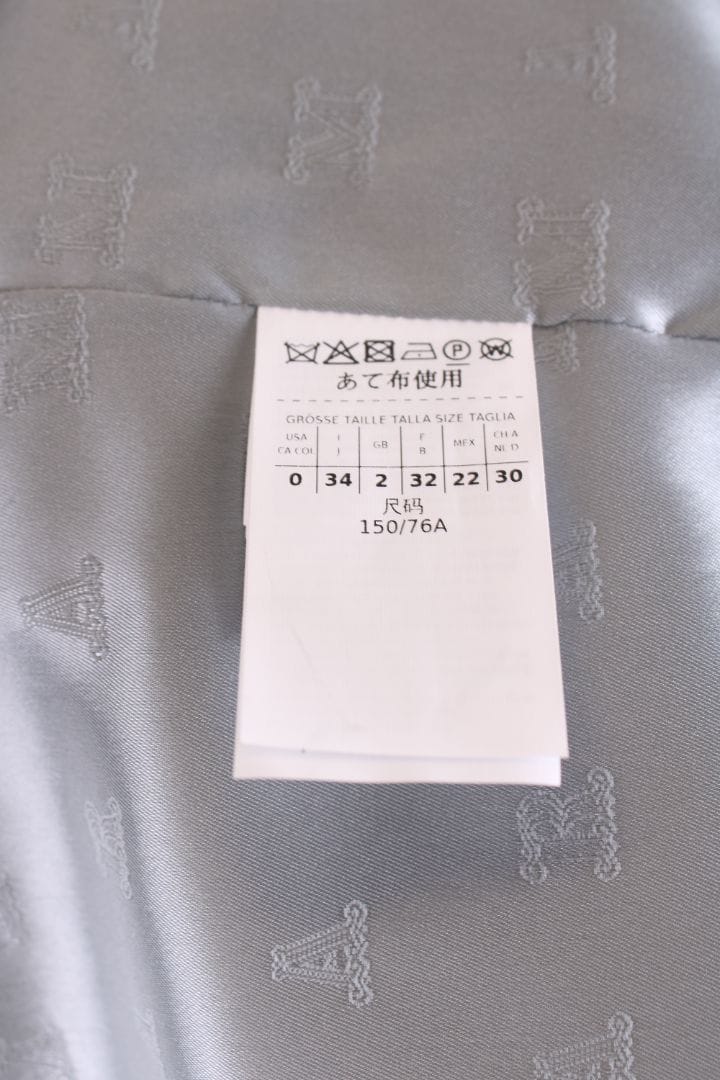 P W
あて布使用
GRÖSSE TAILLE TALLA SIZE TAGLIA
USA I GB F MEX CH A
CA COL J B NL D
0 34 2 32 22 30
尺码
150/76A
M A
M M
M
A
R
A